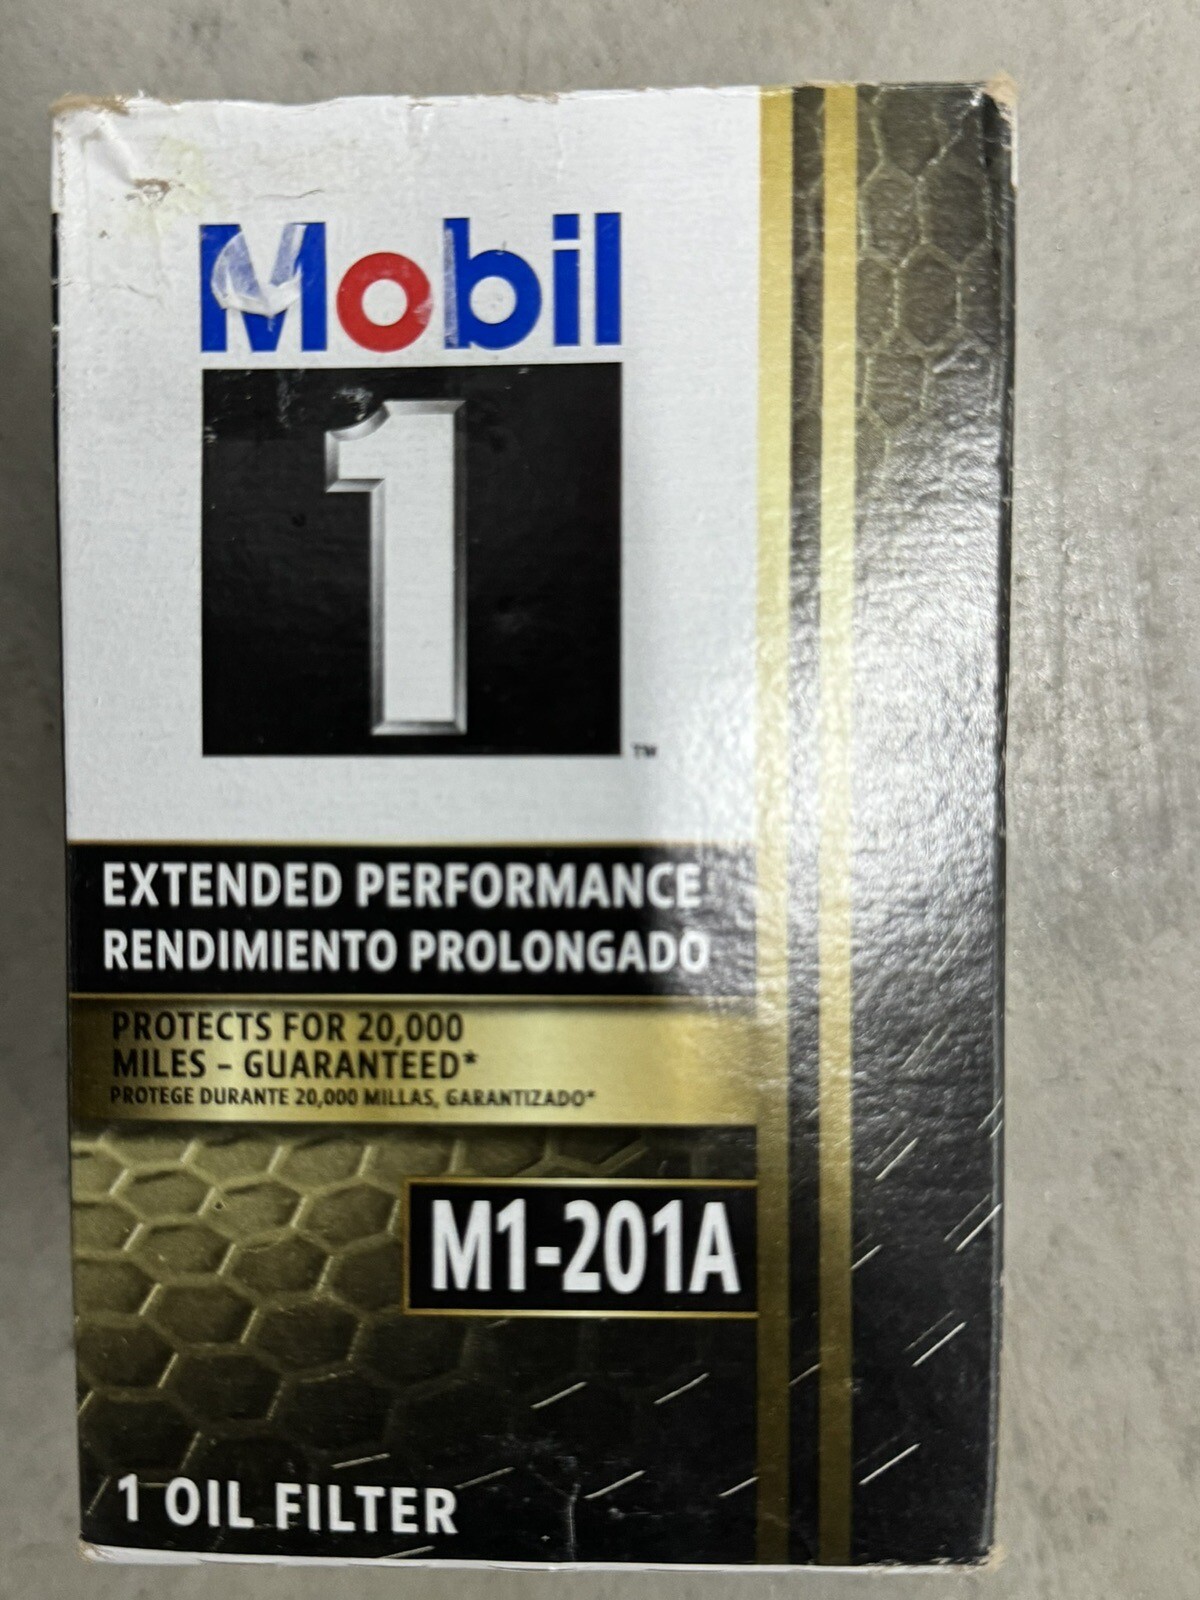 Mobil
1
TM
EXTENDED PERFORMANCE
RENDIMIENTO PROLONGADO
PROTECTS FOR 20,000
MILES – GUARANTEED*
PROTEGE DURANTE 20,000 MILLAS, GARANTIZADO*
M1-201A
1 OIL FILTER